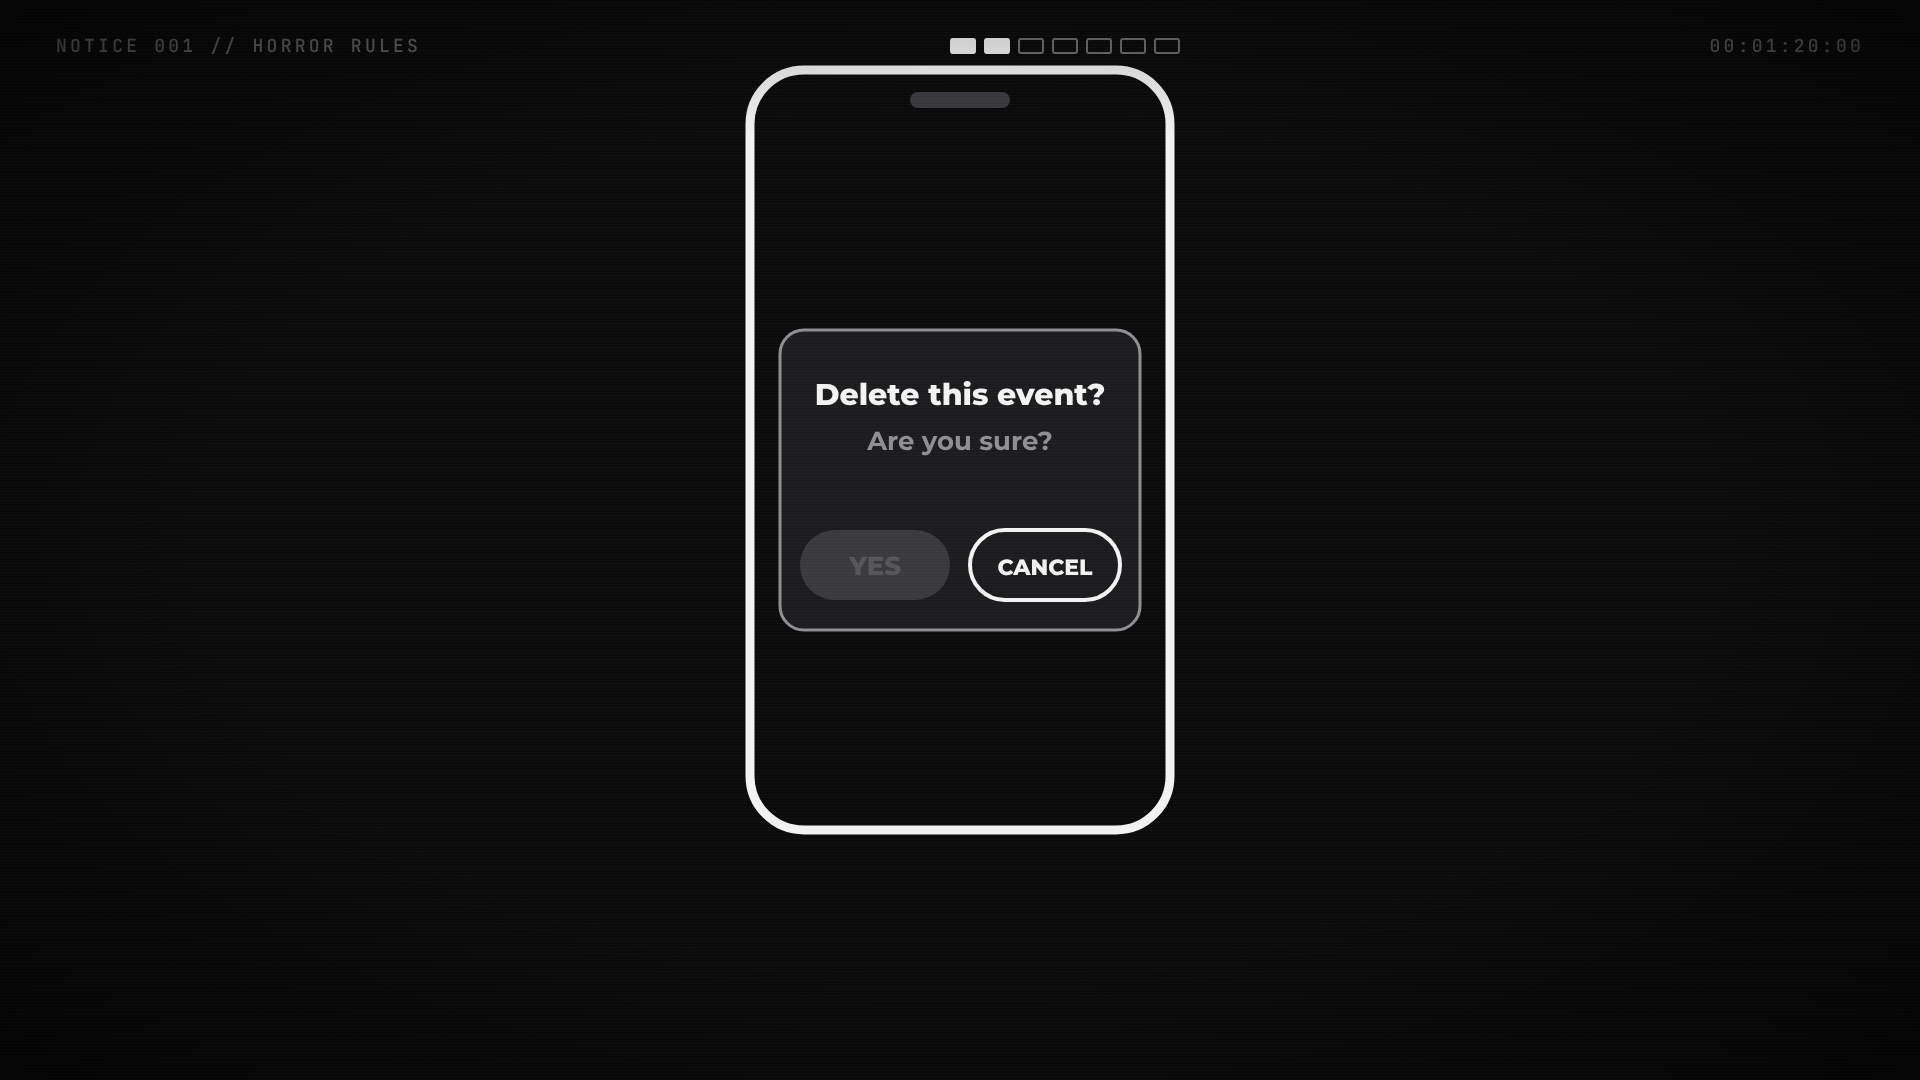 NOTICE 001 // HORROR RULES
00:01:20:00
Delete this event?
Are you sure?
YES
CANCEL